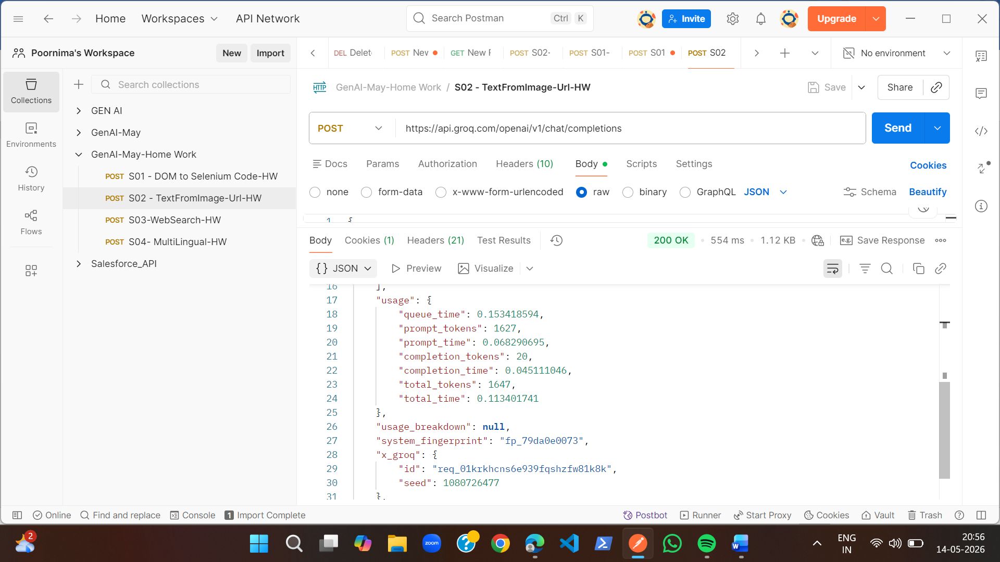 Home
Workspaces
API Network
Search Postman
Ctrl
K
Invite
Upgrade
Poornima's Workspace
New
Import
DEL Delet
POST Nev
GET New F
POST S02-
POST S01-
POST S01
POST S02
No environment
Collections
Search collections
GenAI-May-Home Work / S02 - TextFromImage-Url-HW
Save
Share
GEN AI
POST
https://api.groq.com/openai/v1/chat/completions
Send
Environments
GenAI-May
GenAI-May-Home Work
Docs
Params
Authorization
Headers (10)
Body
Scripts
Settings
Cookies
POST S01 - DOM to Selenium Code-HW
History
none
form-data
x-www-form-urlencoded
raw
binary
GraphQL
JSON
Schema
Beautify
POST S02 - TextFromImage-Url-HW
POST S03-WebSearch-HW
1 {
Flows
POST S04- MultiLingual-HW
Body
Cookies (1)
Headers (21)
Test Results
200 OK
554 ms
1.12 KB
e.g. Save Response
Salesforce_API
{} JSON
Preview
Visualize
16 ],
17 "usage": {
18 "queue_time": 0.153418594,
19 "prompt_tokens": 1627,
20 "prompt_time": 0.068290695,
21 "completion_tokens": 20,
22 "completion_time": 0.045111046,
23 "total_tokens": 1647,
24 "total_time": 0.113401741
25 },
26 "usage_breakdown": null,
27 "system_fingerprint": "fp_79da0e0073",
28 "x_groq": {
29 "id": "req_01krkhcns6e939fqshzfw81k8k",
30 "seed": 1080726477
31 },
Online
Find and replace
Console
1 Import Complete
Postbot
Runner
Start Proxy
Cookies
Vault
Trash
2
zoom
ENG
IN
20:56
14-05-2026